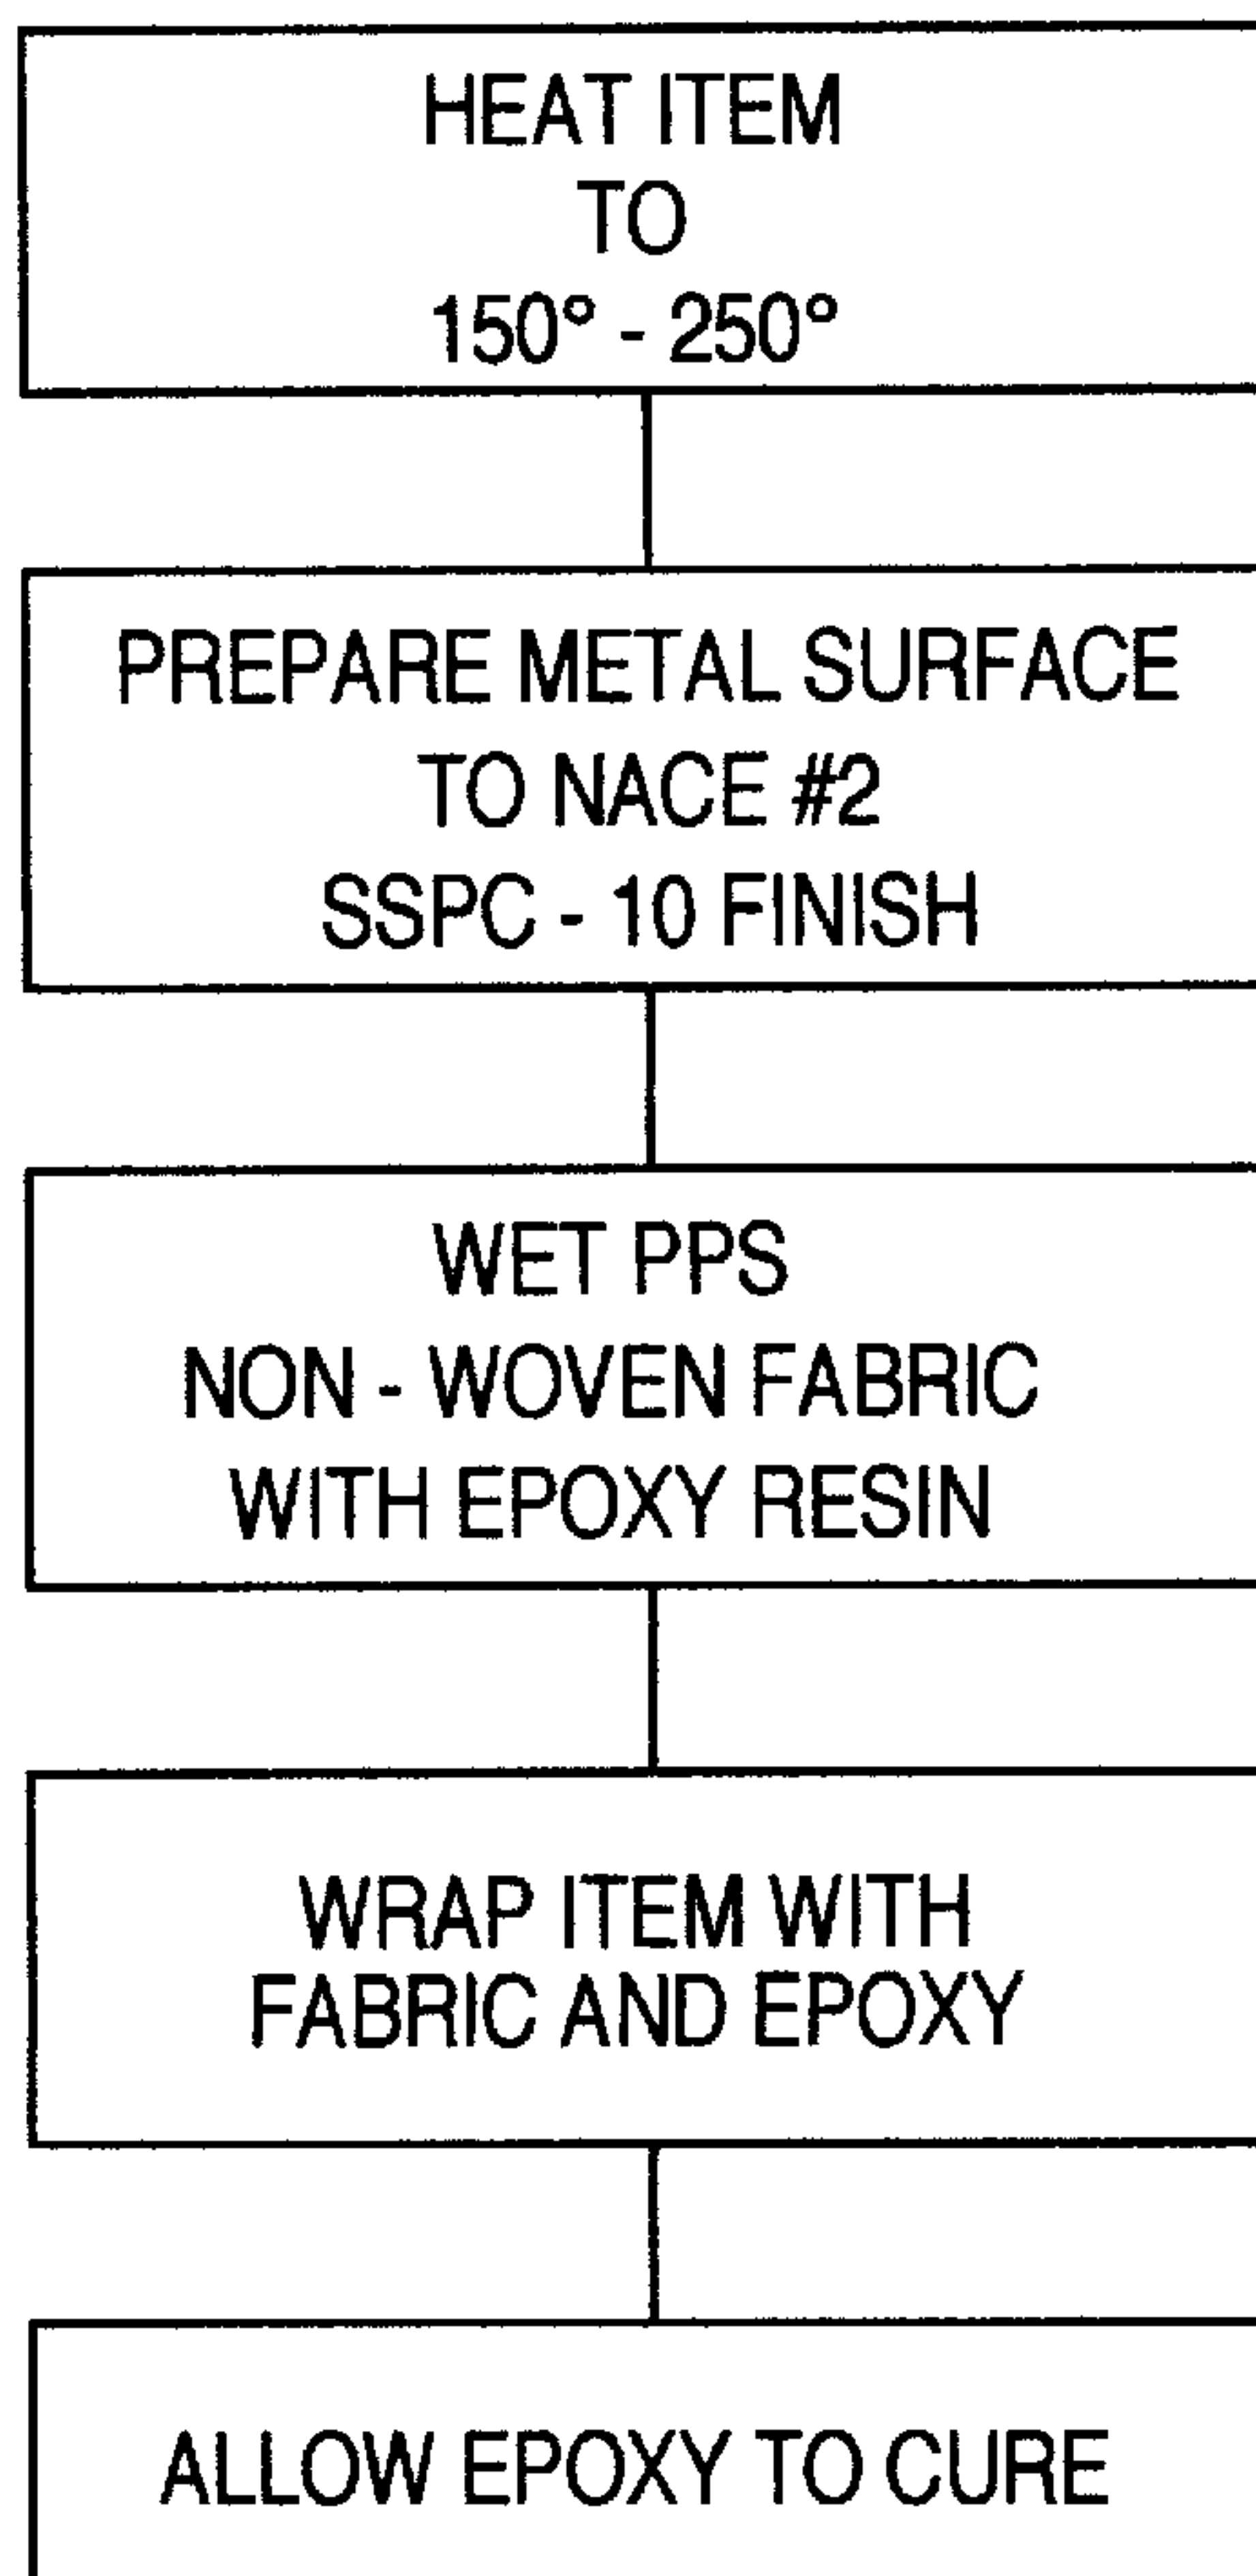 HEAT ITEM
TO
150° - 250°
PREPARE METAL SURFACE
TO NACE #2
SSPC - 10 FINISH
WET PPS
NON - WOVEN FABRIC
WITH EPOXY RESIN
WRAP ITEM WITH
FABRIC AND EPOXY
ALLOW EPOXY TO CURE